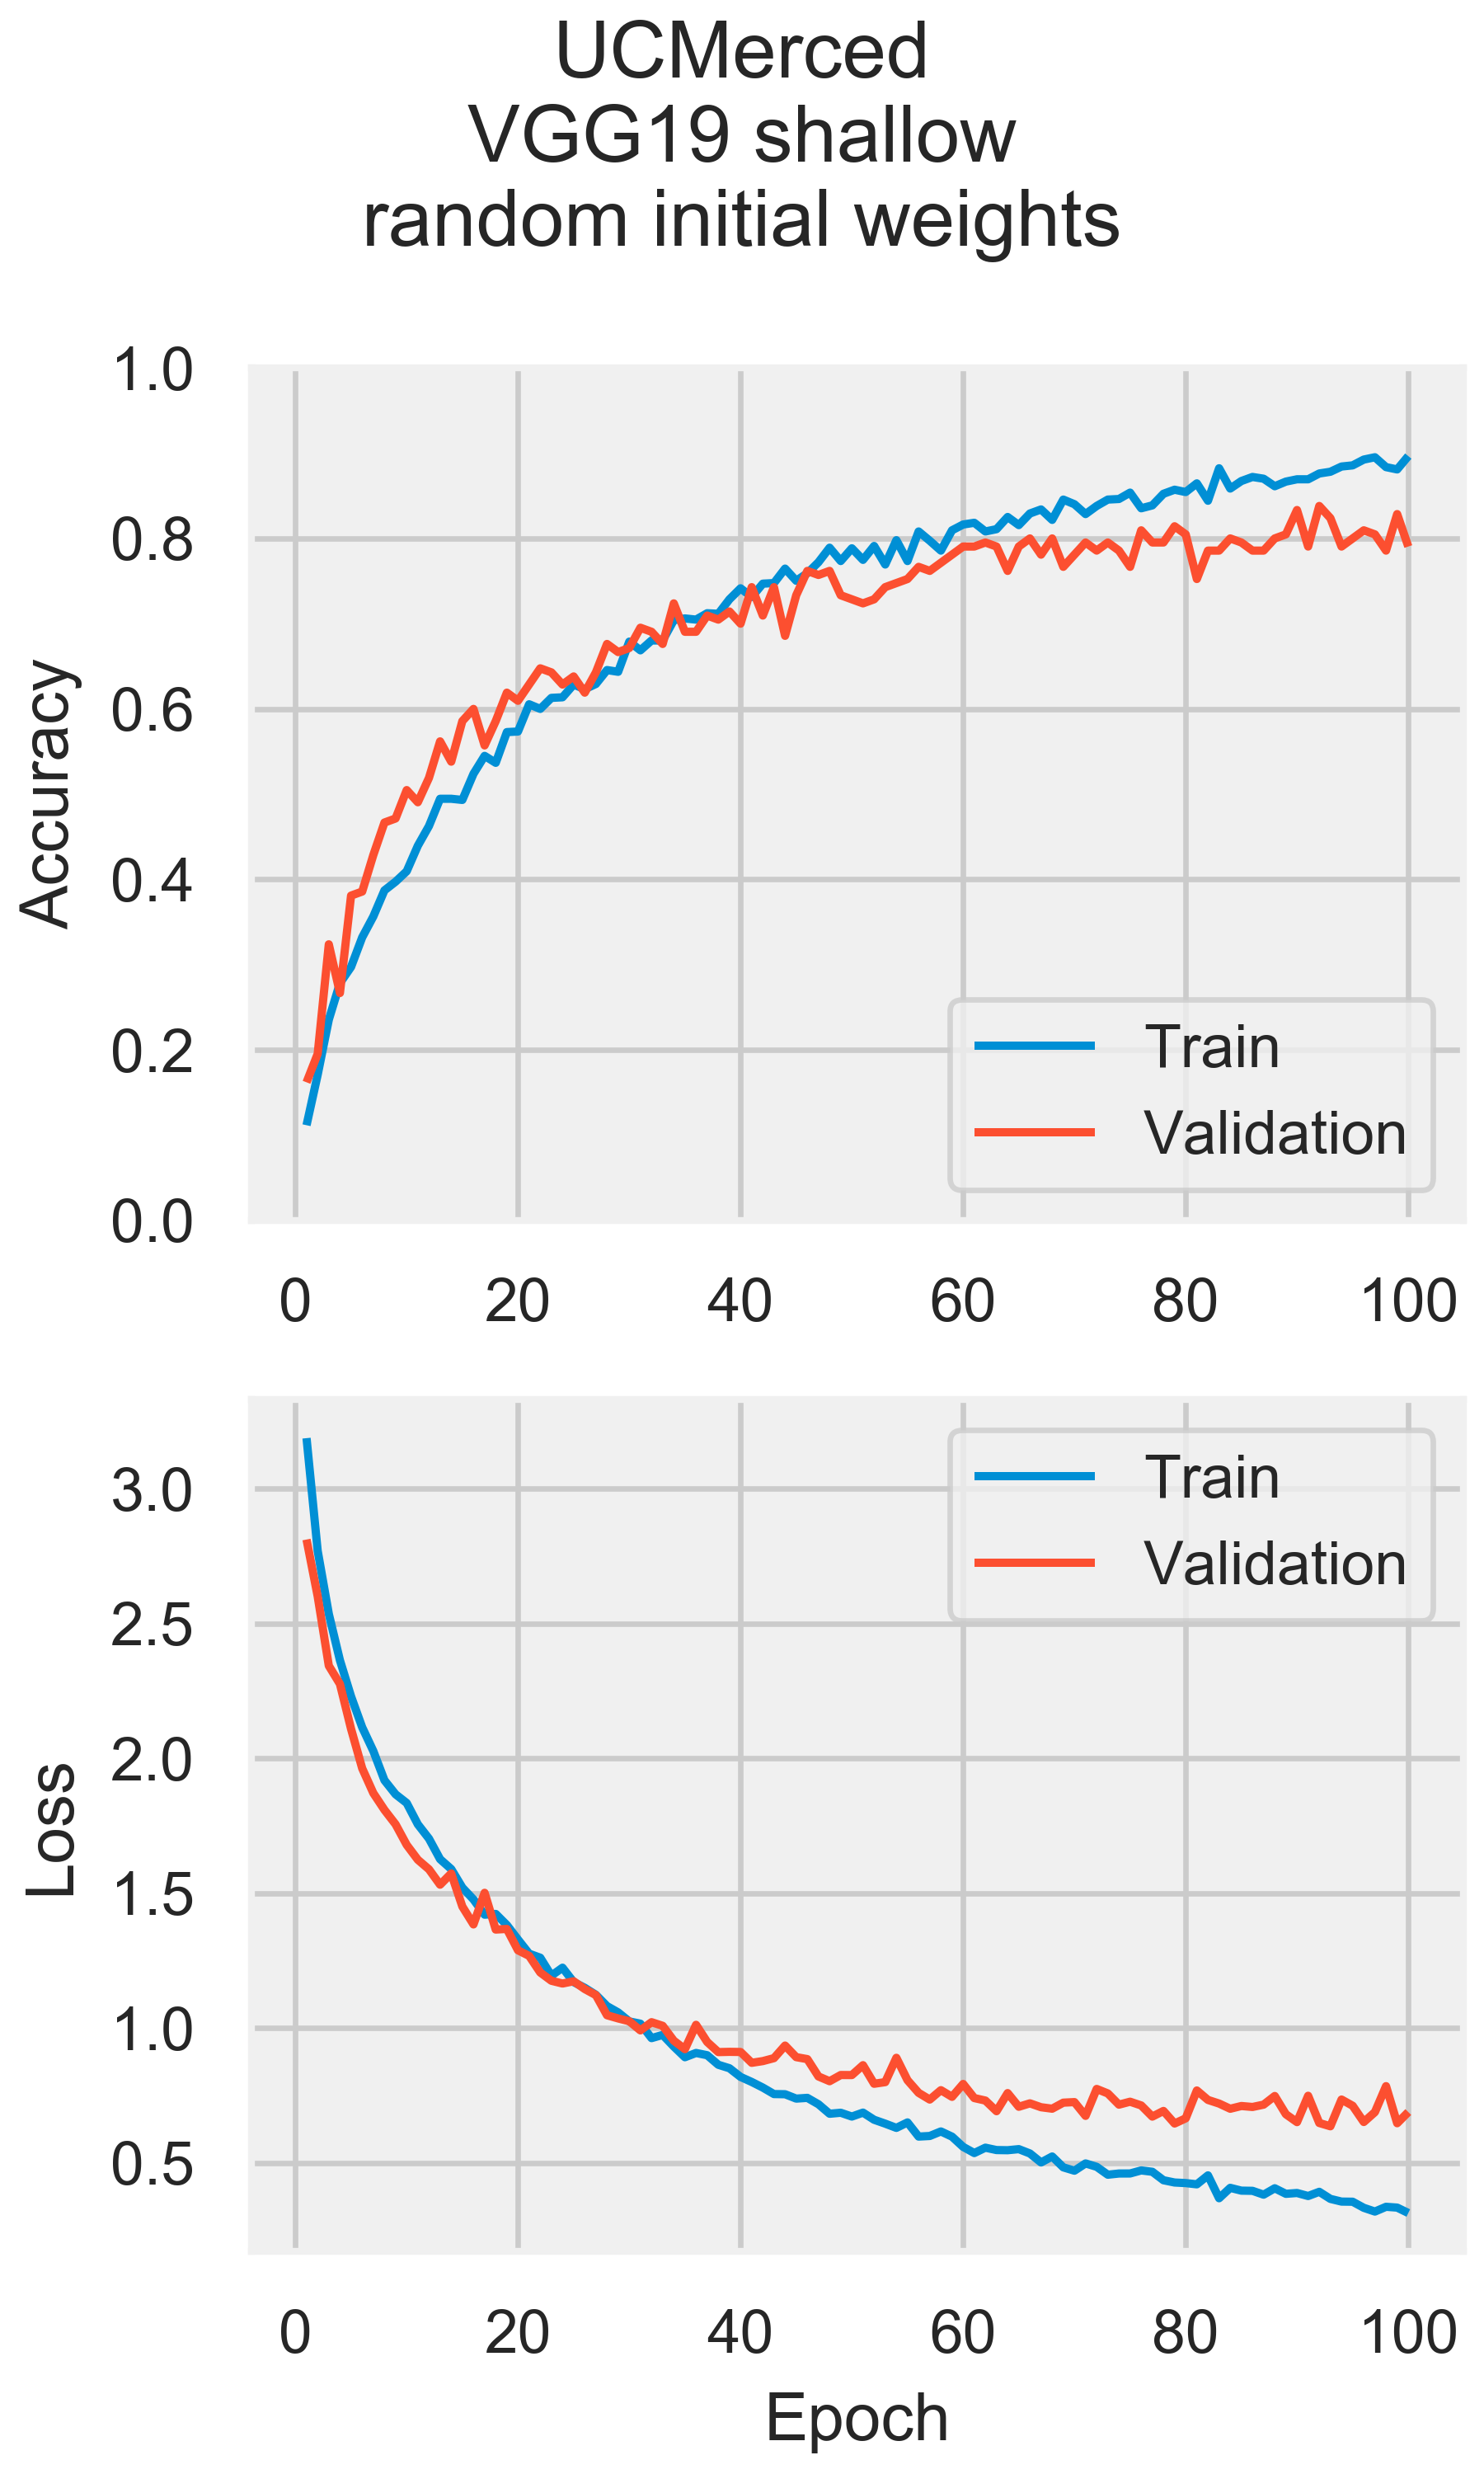 UCMerced
VGG19 shallow
random initial weights
1.0
0.8
0.6
0.4
0.2
0.0
Accuracy
Train
Validation
0 20 40 60 80 100
3.0
2.5
2.0
1.5
1.0
0.5
Loss
Train
Validation
0 20 40 60 80 100
Epoch